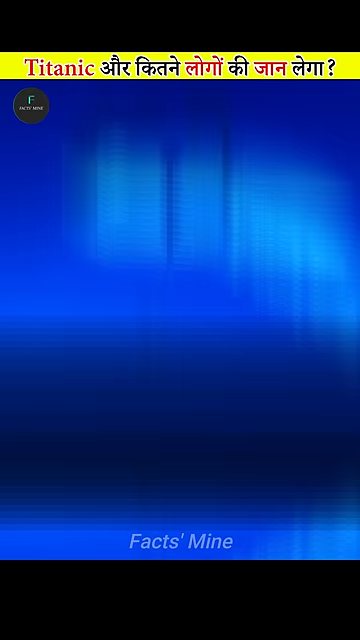 Titanic और कितने लोगों की जान लेगा?
F
FACTS' MINE
Facts' Mine